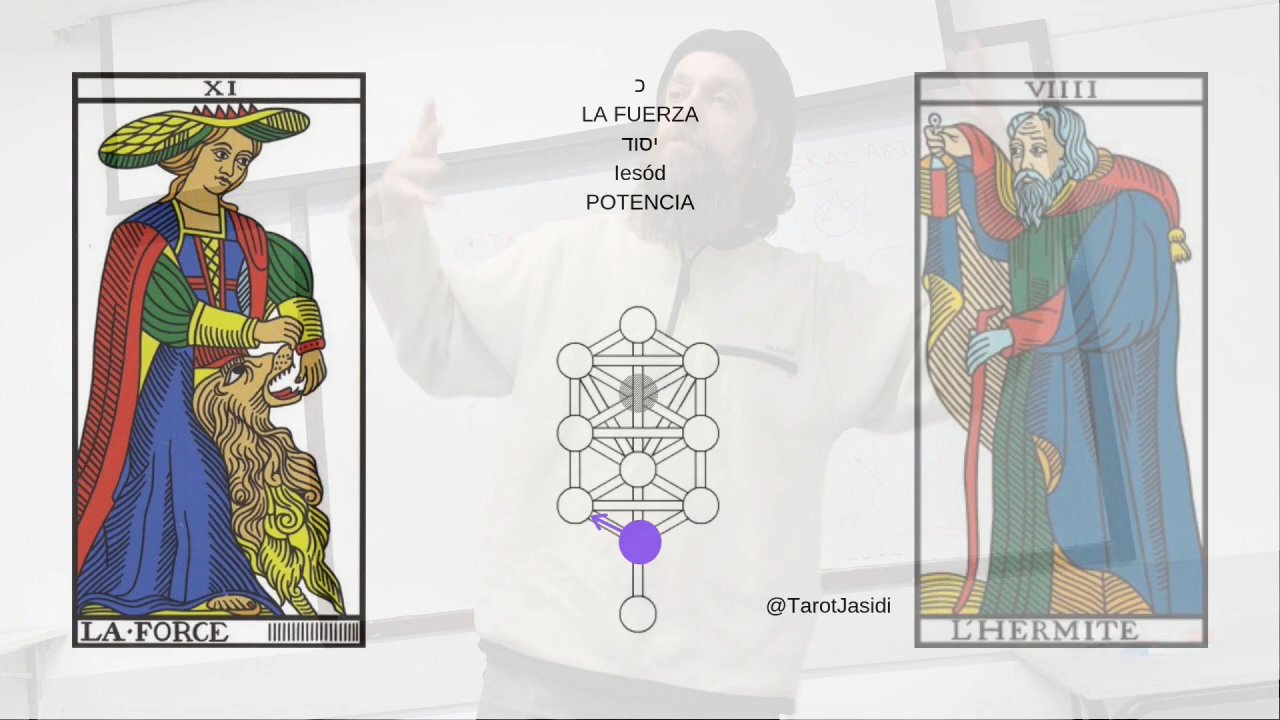 XI
LA·FORCE
כ
LA FUERZA
יסוד
Iesód
POTENCIA
@TarotJasidi
VIIII
L'HERMITE